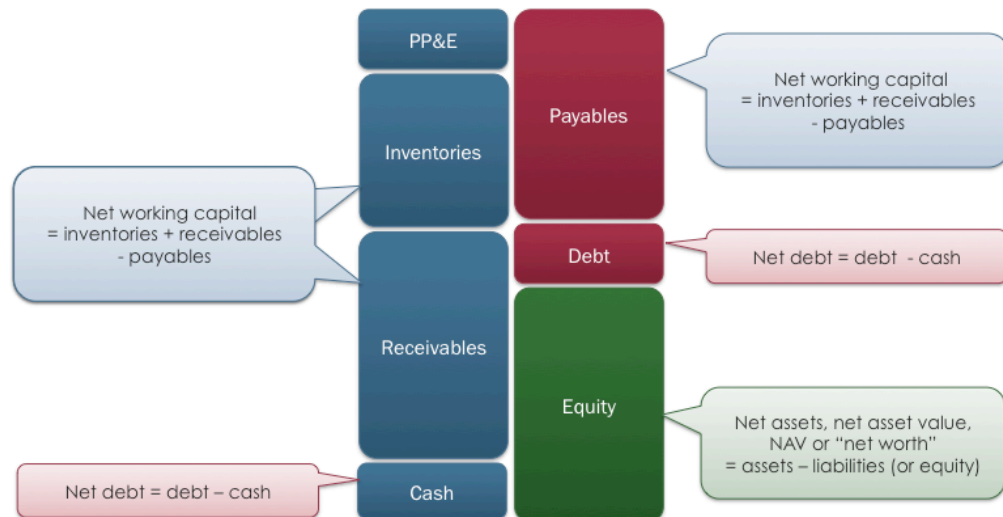 PP&E
Inventories
Receivables
Cash
Payables
Debt
Equity
Net working capital
= inventories + receivables
- payables
Net debt = debt – cash
Net working capital
= inventories + receivables
- payables
Net debt = debt - cash
Net assets, net asset value,
NAV or “net worth”
= assets – liabilities (or equity)